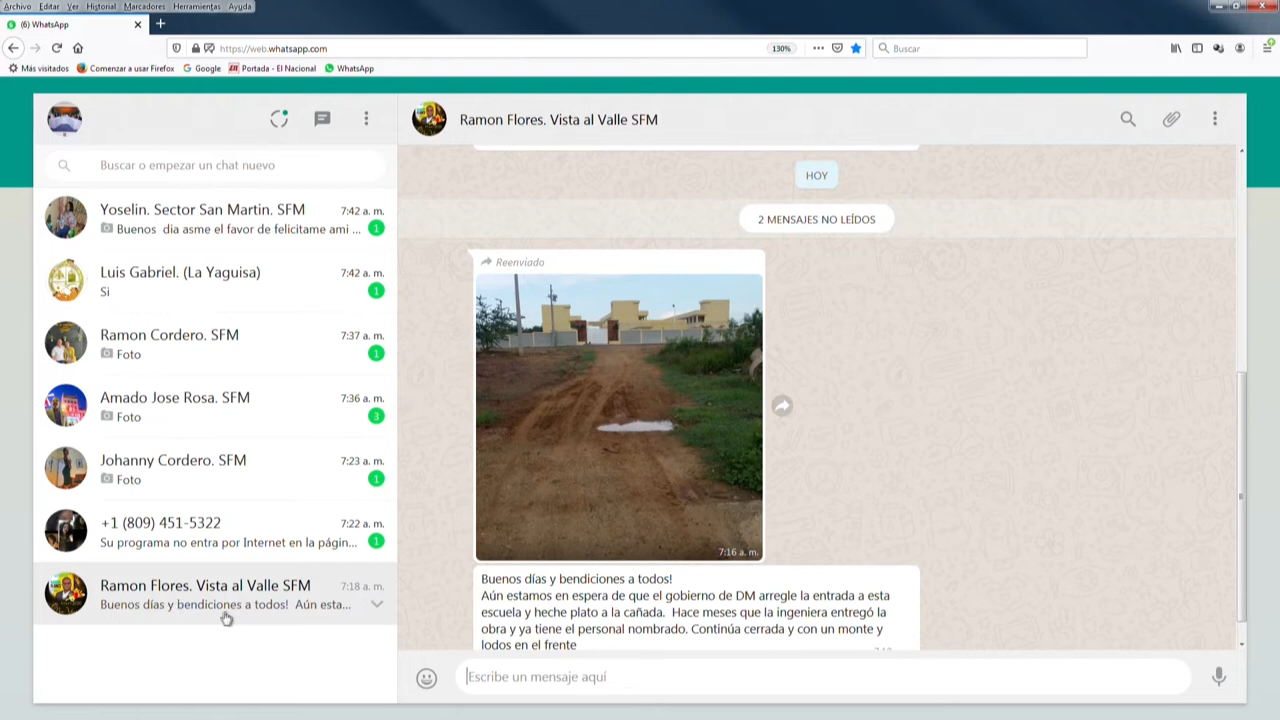 Archivo Editar Ver Historial Marcadores Herramientas Ayuda
(6) WhatsApp
https://web.whatsapp.com
130%
Buscar
Más visitados
Comenzar a usar Firefox
Google
Portada - El Nacional
WhatsApp
Buscar o empezar un chat nuevo
Yoselin. Sector San Martin. SFM
7:42 a. m.
Buenos dia asme el favor de felicitame ami ...
1
Luis Gabriel. (La Yaguisa)
7:42 a. m.
Si
1
Ramon Cordero. SFM
7:37 a. m.
Foto
1
Amado Jose Rosa. SFM
7:36 a. m.
Foto
3
Johanny Cordero. SFM
7:23 a. m.
Foto
1
+1 (809) 451-5322
7:22 a. m.
Su programa no entra por Internet en la págin...
1
Ramon Flores. Vista al Valle SFM
7:18 a. m.
Buenos días y bendiciones a todos! Aún esta...
Ramon Flores. Vista al Valle SFM
HOY
2 MENSAJES NO LEÍDOS
Reenviado
7:16 a. m.
Buenos días y bendiciones a todos!
Aún estamos en espera de que el gobierno de DM arregle la entrada a esta
escuela y heche plato a la cañada. Hace meses que la ingeniera entregó la
obra y ya tiene el personal nombrado. Continúa cerrada y con un monte y
lodos en el frente
Escribe un mensaje aquí